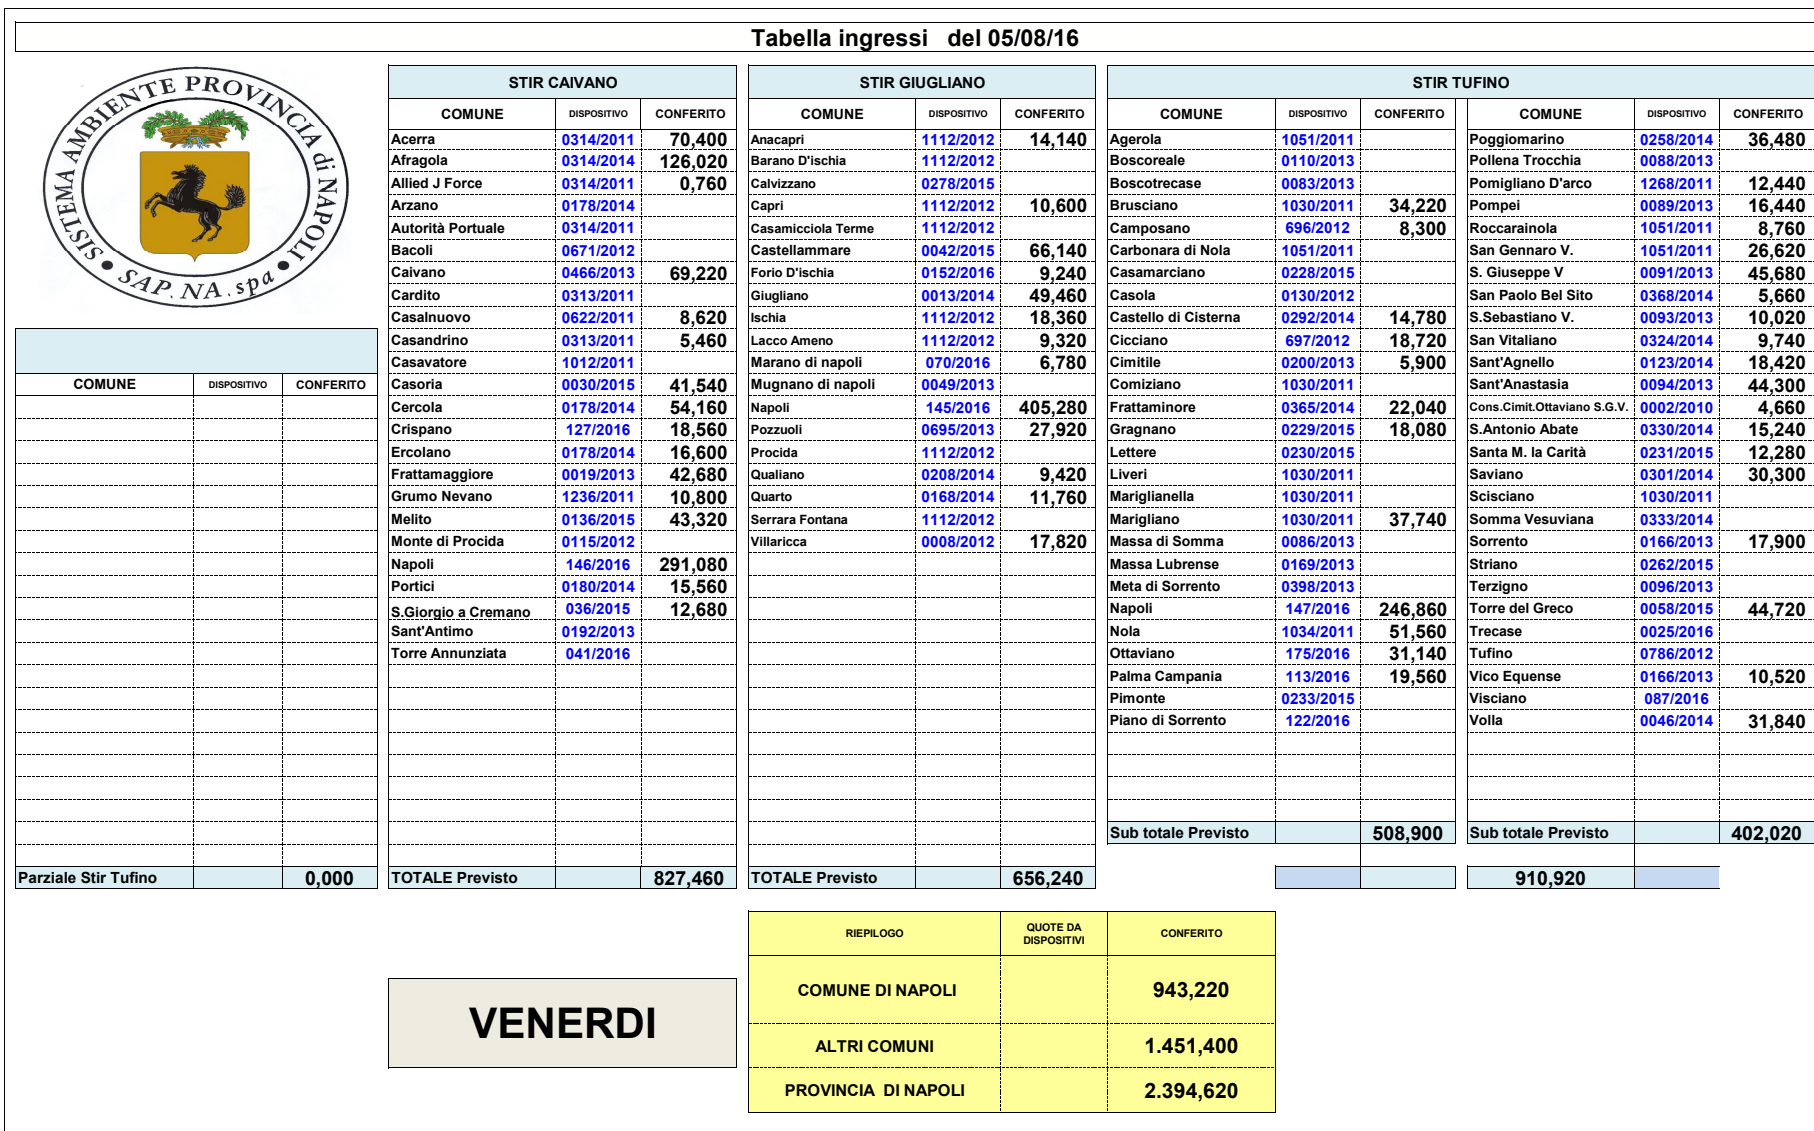 Tabella ingressi del 05/08/16
SISTEMA AMBIENTE PROVINCIA di NAPOLI
SAP.NA.spa
COMUNE DISPOSITIVO CONFERITO
Parziale Stir Tufino 0,000
STIR CAIVANO
COMUNE DISPOSITIVO CONFERITO
Acerra 0314/2011 70,400
Afragola 0314/2014 126,020
Allied J Force 0314/2011 0,760
Arzano 0178/2014
Autorità Portuale 0314/2011
Bacoli 0671/2012
Caivano 0466/2013 69,220
Cardito 0313/2011
Casalnuovo 0622/2011 8,620
Casandrino 0313/2011 5,460
Casavatore 1012/2011
Casoria 0030/2015 41,540
Cercola 0178/2014 54,160
Crispano 127/2016 18,560
Ercolano 0178/2014 16,600
Frattamaggiore 0019/2013 42,680
Grumo Nevano 1236/2011 10,800
Melito 0136/2015 43,320
Monte di Procida 0115/2012
Napoli 146/2016 291,080
Portici 0180/2014 15,560
S.Giorgio a Cremano 036/2015 12,680
Sant'Antimo 0192/2013
Torre Annunziata 041/2016
TOTALE Previsto 827,460
STIR GIUGLIANO
COMUNE DISPOSITIVO CONFERITO
Anacapri 1112/2012 14,140
Barano D'ischia 1112/2012
Calvizzano 0278/2015
Capri 1112/2012 10,600
Casamicciola Terme 1112/2012
Castellammare 0042/2015 66,140
Forio D'ischia 0152/2016 9,240
Giugliano 0013/2014 49,460
Ischia 1112/2012 18,360
Lacco Ameno 1112/2012 9,320
Marano di napoli 070/2016 6,780
Mugnano di napoli 0049/2013
Napoli 145/2016 405,280
Pozzuoli 0695/2013 27,920
Procida 1112/2012
Qualiano 0208/2014 9,420
Quarto 0168/2014 11,760
Serrara Fontana 1112/2012
Villaricca 0008/2012 17,820
TOTALE Previsto 656,240
STIR TUFINO
COMUNE DISPOSITIVO CONFERITO
Agerola 1051/2011
Boscoreale 0110/2013
Boscotrecase 0083/2013
Brusciano 1030/2011 34,220
Camposano 696/2012 8,300
Carbonara di Nola 1051/2011
Casamarciano 0228/2015
Casola 0130/2012
Castello di Cisterna 0292/2014 14,780
Cicciano 697/2012 18,720
Cimitile 0200/2013 5,900
Comiziano 1030/2011
Frattaminore 0365/2014 22,040
Gragnano 0229/2015 18,080
Lettere 0230/2015
Liveri 1030/2011
Mariglianella 1030/2011
Marigliano 1030/2011 37,740
Massa di Somma 0086/2013
Massa Lubrense 0169/2013
Meta di Sorrento 0398/2013
Napoli 147/2016 246,860
Nola 1034/2011 51,560
Ottaviano 175/2016 31,140
Palma Campania 113/2016 19,560
Pimonte 0233/2015
Piano di Sorrento 122/2016
Sub totale Previsto 508,900
COMUNE DISPOSITIVO CONFERITO
Poggiomarino 0258/2014 36,480
Pollena Trocchia 0088/2013
Pomigliano D'arco 1268/2011 12,440
Pompei 0089/2013 16,440
Roccarainola 1051/2011 8,760
San Gennaro V. 1051/2011 26,620
S. Giuseppe V 0091/2013 45,680
San Paolo Bel Sito 0368/2014 5,660
S.Sebastiano V. 0093/2013 10,020
San Vitaliano 0324/2014 9,740
Sant'Agnello 0123/2014 18,420
Sant'Anastasia 0094/2013 44,300
Cons.Cimit.Ottaviano S.G.V. 0002/2010 4,660
S.Antonio Abate 0330/2014 15,240
Santa M. la Carità 0231/2015 12,280
Saviano 0301/2014 30,300
Scisciano 1030/2011
Somma Vesuviana 0333/2014
Sorrento 0166/2013 17,900
Striano 0262/2015
Terzigno 0096/2013
Torre del Greco 0058/2015 44,720
Trecase 0025/2016
Tufino 0786/2012
Vico Equense 0166/2013 10,520
Visciano 087/2016
Volla 0046/2014 31,840
Sub totale Previsto 402,020
910,920
VENERDI
RIEPILOGO QUOTE DA DISPOSITIVI CONFERITO
COMUNE DI NAPOLI 943,220
ALTRI COMUNI 1.451,400
PROVINCIA DI NAPOLI 2.394,620